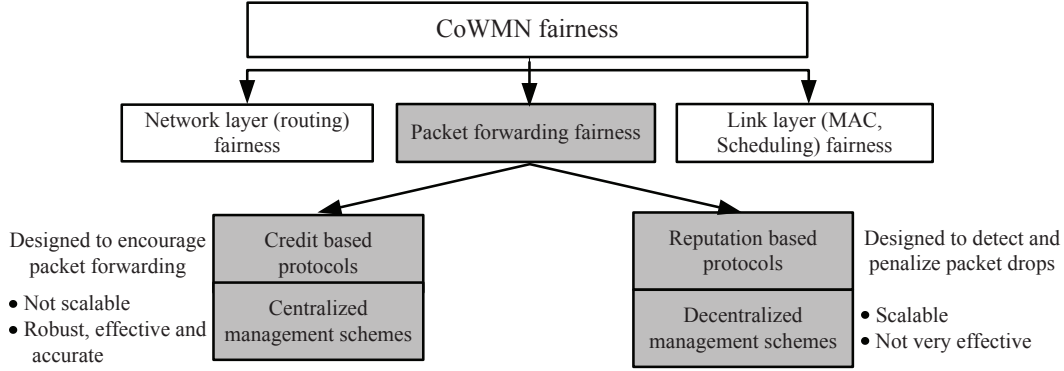 CoWMN fairness
Network layer (routing)
fairness
Packet forwarding fairness
Link layer (MAC,
Scheduling) fairness
Designed to encourage
packet forwarding
• Not scalable
• Robust, effective and
accurate
Credit based
protocols
Centralized
management schemes
Reputation based
protocols
Decentralized
management schemes
Designed to detect and
penalize packet drops
• Scalable
• Not very effective